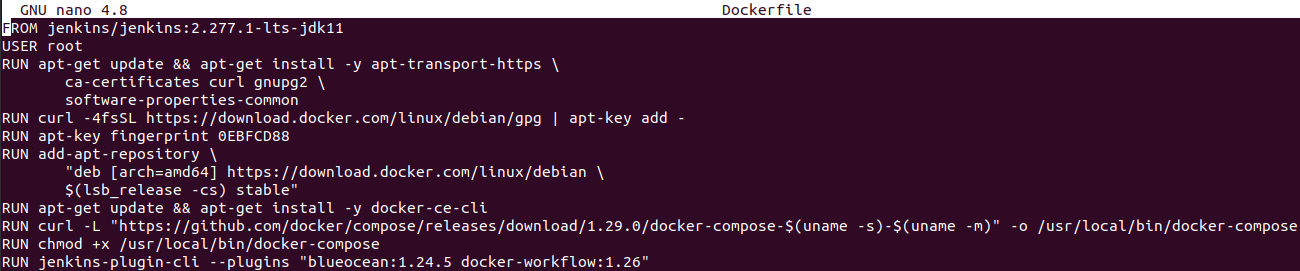 GNU nano 4.8 Dockerfile
FROM jenkins/jenkins:2.277.1-lts-jdk11
USER root
RUN apt-get update && apt-get install -y apt-transport-https \
ca-certificates curl gnupg2 \
software-properties-common
RUN curl -4fsSL https://download.docker.com/linux/debian/gpg | apt-key add -
RUN apt-key fingerprint 0EBFCD88
RUN add-apt-repository \
"deb [arch=amd64] https://download.docker.com/linux/debian \
$(lsb_release -cs) stable"
RUN apt-get update && apt-get install -y docker-ce-cli
RUN curl -L "https://github.com/docker/compose/releases/download/1.29.0/docker-compose-$(uname -s)-$(uname -m)" -o /usr/local/bin/docker-compose
RUN chmod +x /usr/local/bin/docker-compose
RUN jenkins-plugin-cli --plugins "blueocean:1.24.5 docker-workflow:1.26"